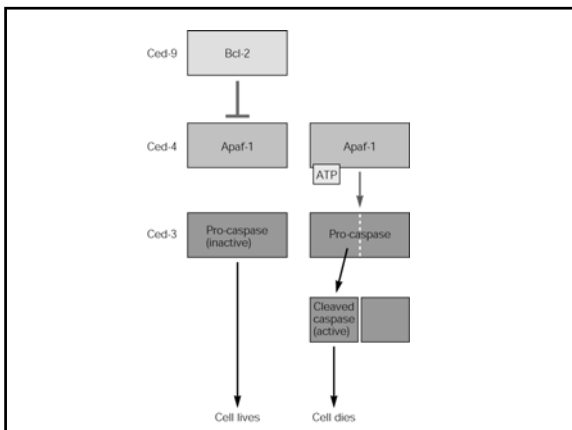 Ced-9 Bcl-2
Ced-4 Apaf-1 Apaf-1
ATP
Ced-3 Pro-caspase
(inactive) Pro-caspase
Cleaved
caspase
(active)
Cell lives Cell dies